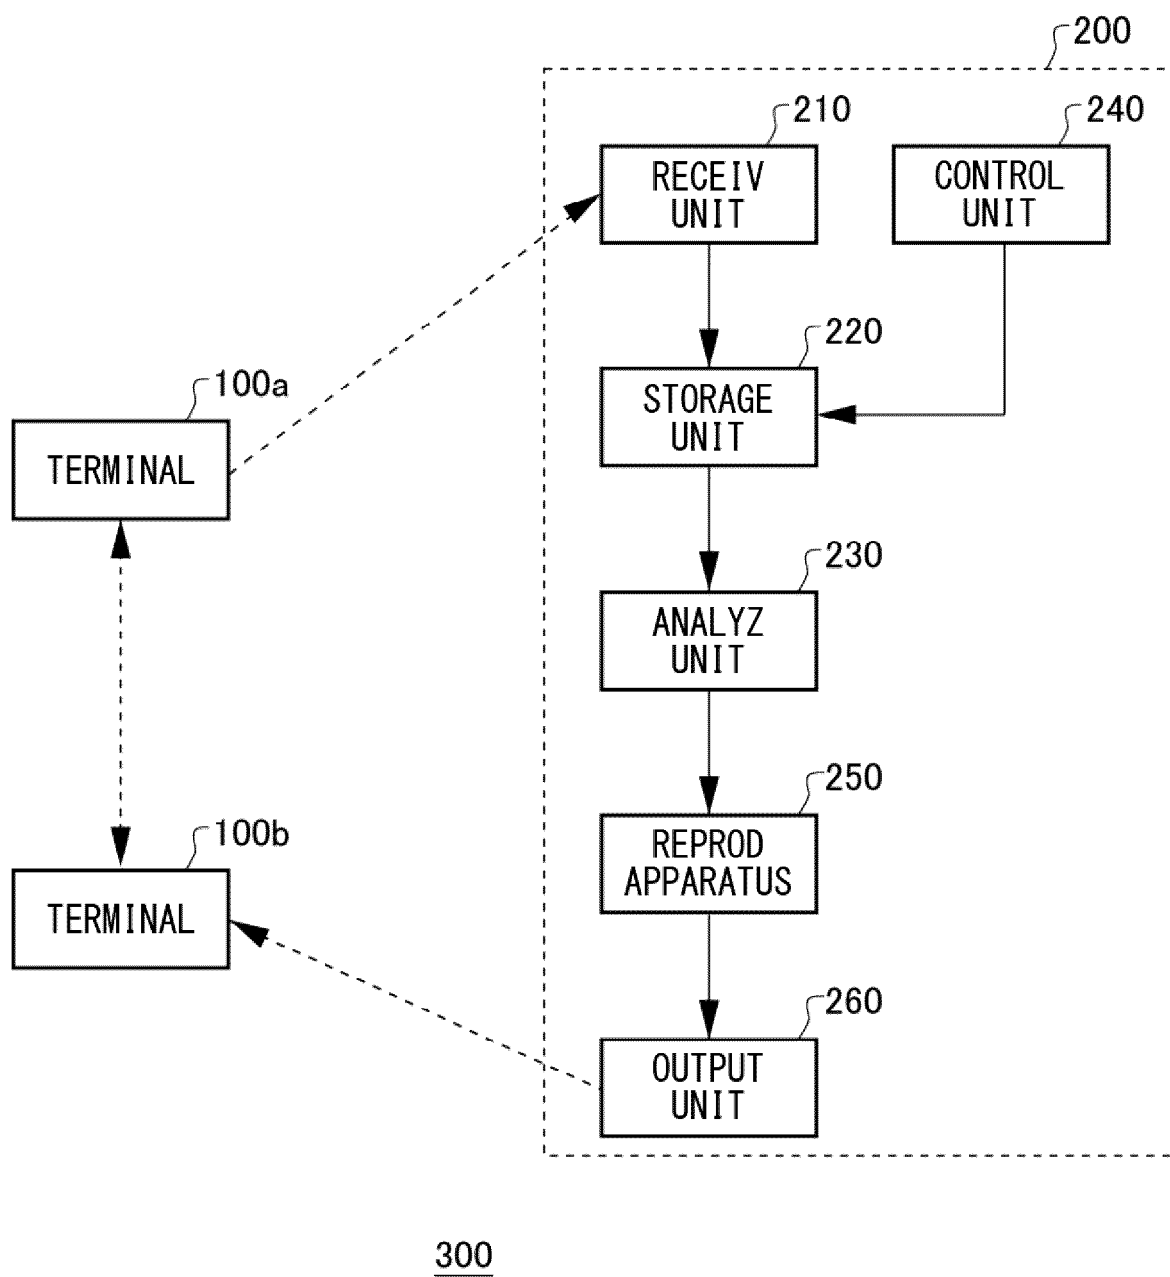 200
210
240
RECEIV
UNIT
CONTROL
UNIT
220
STORAGE
UNIT
100a
TERMINAL
230
ANALYZ
UNIT
250
REPROD
APPARATUS
100b
TERMINAL
260
OUTPUT
UNIT
300